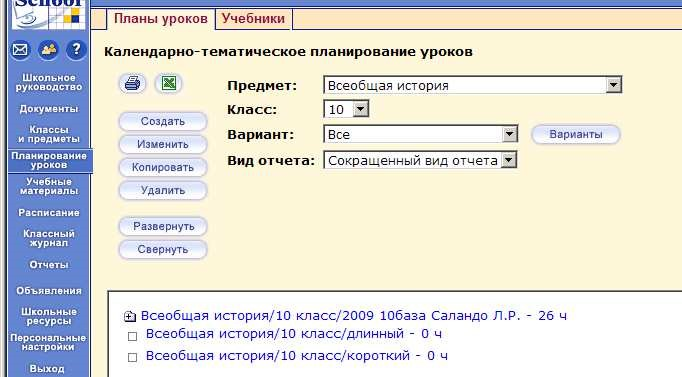 School
?
Школьное
руководство
Документы
Классы
и предметы
Планирование
уроков
Учебные
материалы
Расписание
Классный
журнал
Отчеты
Объявления
Школьные
ресурсы
Персональные
настройки
Выход
Планы уроков Учебники
Календарно-тематическое планирование уроков
Создать
Изменить
Копировать
Удалить
Развернуть
Свернуть
Предмет: Всеобщая история
Класс: 10
Вариант: Все Варианты
Вид отчета: Сокращенный вид отчета
Всеобщая история/10 класс/2009 10база Саландо Л.Р. - 26 ч
Всеобщая история/10 класс/длинный - 0 ч
Всеобщая история/10 класс/короткий - 0 ч